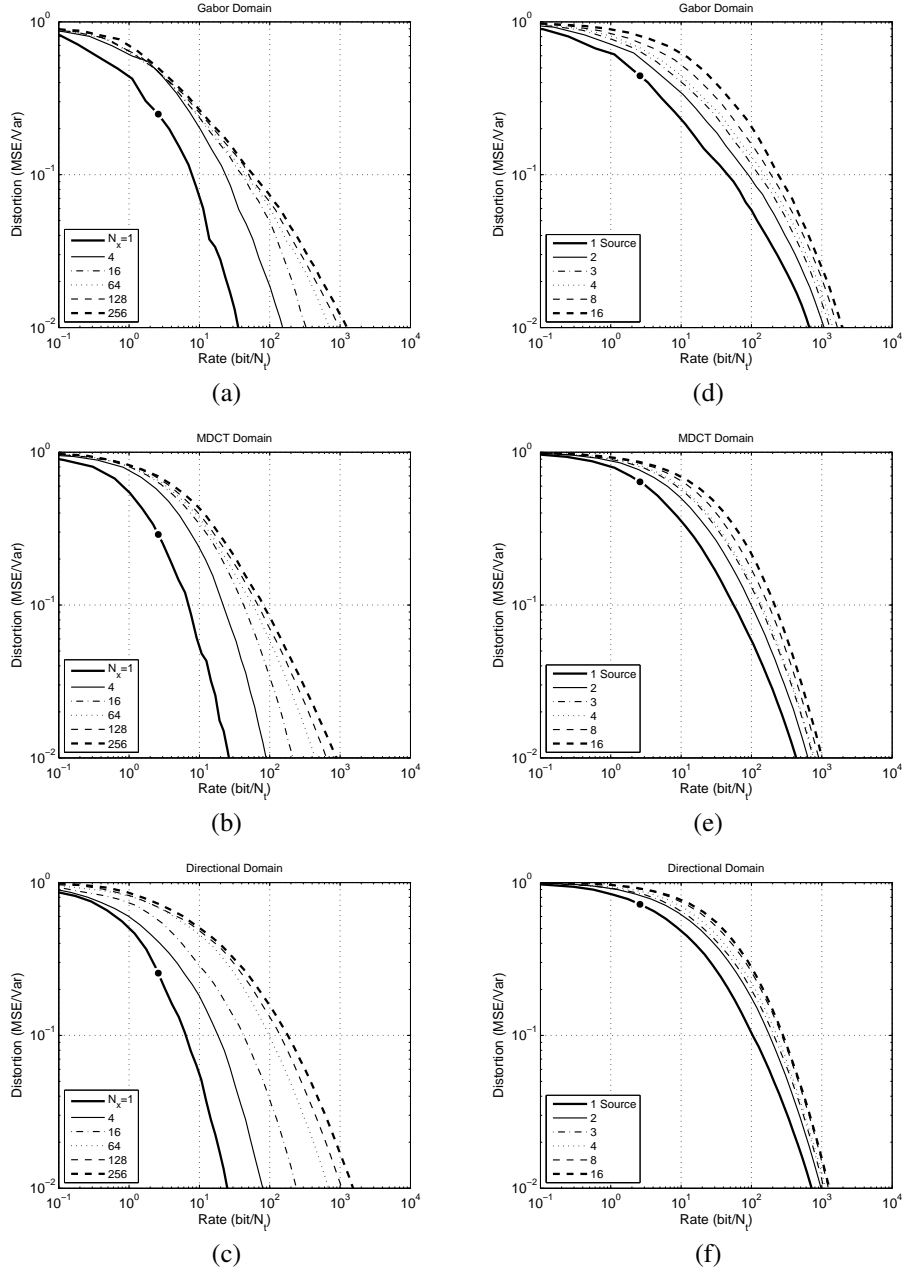 Gabor Domain
10^0
10^-1
10^-2
Distortion (MSE/Var)
N_x=1
4
16
64
128
256
10^-1 10^0 10^1 10^2 10^3 10^4
Rate (bit/N_t)
(a)
Gabor Domain
10^0
10^-1
10^-2
Distortion (MSE/Var)
1 Source
2
3
4
8
16
10^-1 10^0 10^1 10^2 10^3 10^4
Rate (bit/N_t)
(d)
MDCT Domain
10^0
10^-1
10^-2
Distortion (MSE/Var)
N_x=1
4
16
64
128
256
10^-1 10^0 10^1 10^2 10^3 10^4
Rate (bit/N_t)
(b)
MDCT Domain
10^0
10^-1
10^-2
Distortion (MSE/Var)
1 Source
2
3
4
8
16
10^-1 10^0 10^1 10^2 10^3 10^4
Rate (bit/N_t)
(e)
Directional Domain
10^0
10^-1
10^-2
Distortion (MSE/Var)
N_x=1
4
16
64
128
256
10^-1 10^0 10^1 10^2 10^3 10^4
Rate (bit/N_t)
(c)
Directional Domain
10^0
10^-1
10^-2
Distortion (MSE/Var)
1 Source
2
3
4
8
16
10^-1 10^0 10^1 10^2 10^3 10^4
Rate (bit/N_t)
(f)